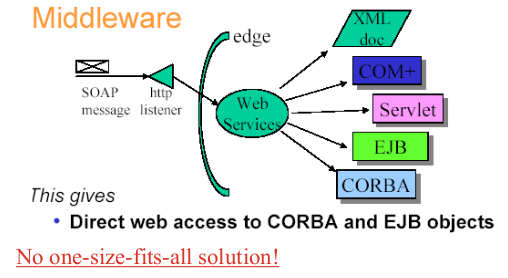 Middleware
edge
XML
doc
COM+
SOAP
message
http
listener
Web
Services
Servlet
EJB
CORBA
This gives
• Direct web access to CORBA and EJB objects
No one-size-fits-all solution!